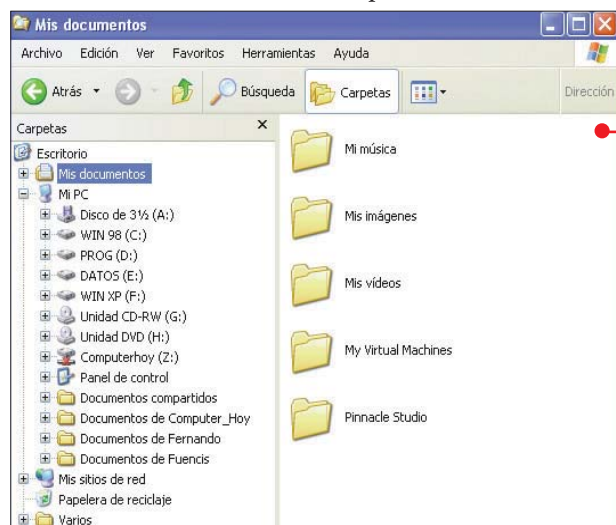 Mis documentos
Archivo Edición Ver Favoritos Herramientas Ayuda
Atrás Búsqueda Carpetas Dirección
Carpetas
Escritorio
Mis documentos
Mi PC
Disco de 3½ (A:)
WIN 98 (C:)
PROG (D:)
DATOS (E:)
WIN XP (F:)
Unidad CD-RW (G:)
Unidad DVD (H:)
Computerhoy (Z:)
Panel de control
Documentos compartidos
Documentos de Computer_Hoy
Documentos de Fernando
Documentos de Fuencis
Mis sitios de red
Papelera de reciclaje
Varios
Mi música
Mis imágenes
Mis vídeos
My Virtual Machines
Pinnacle Studio